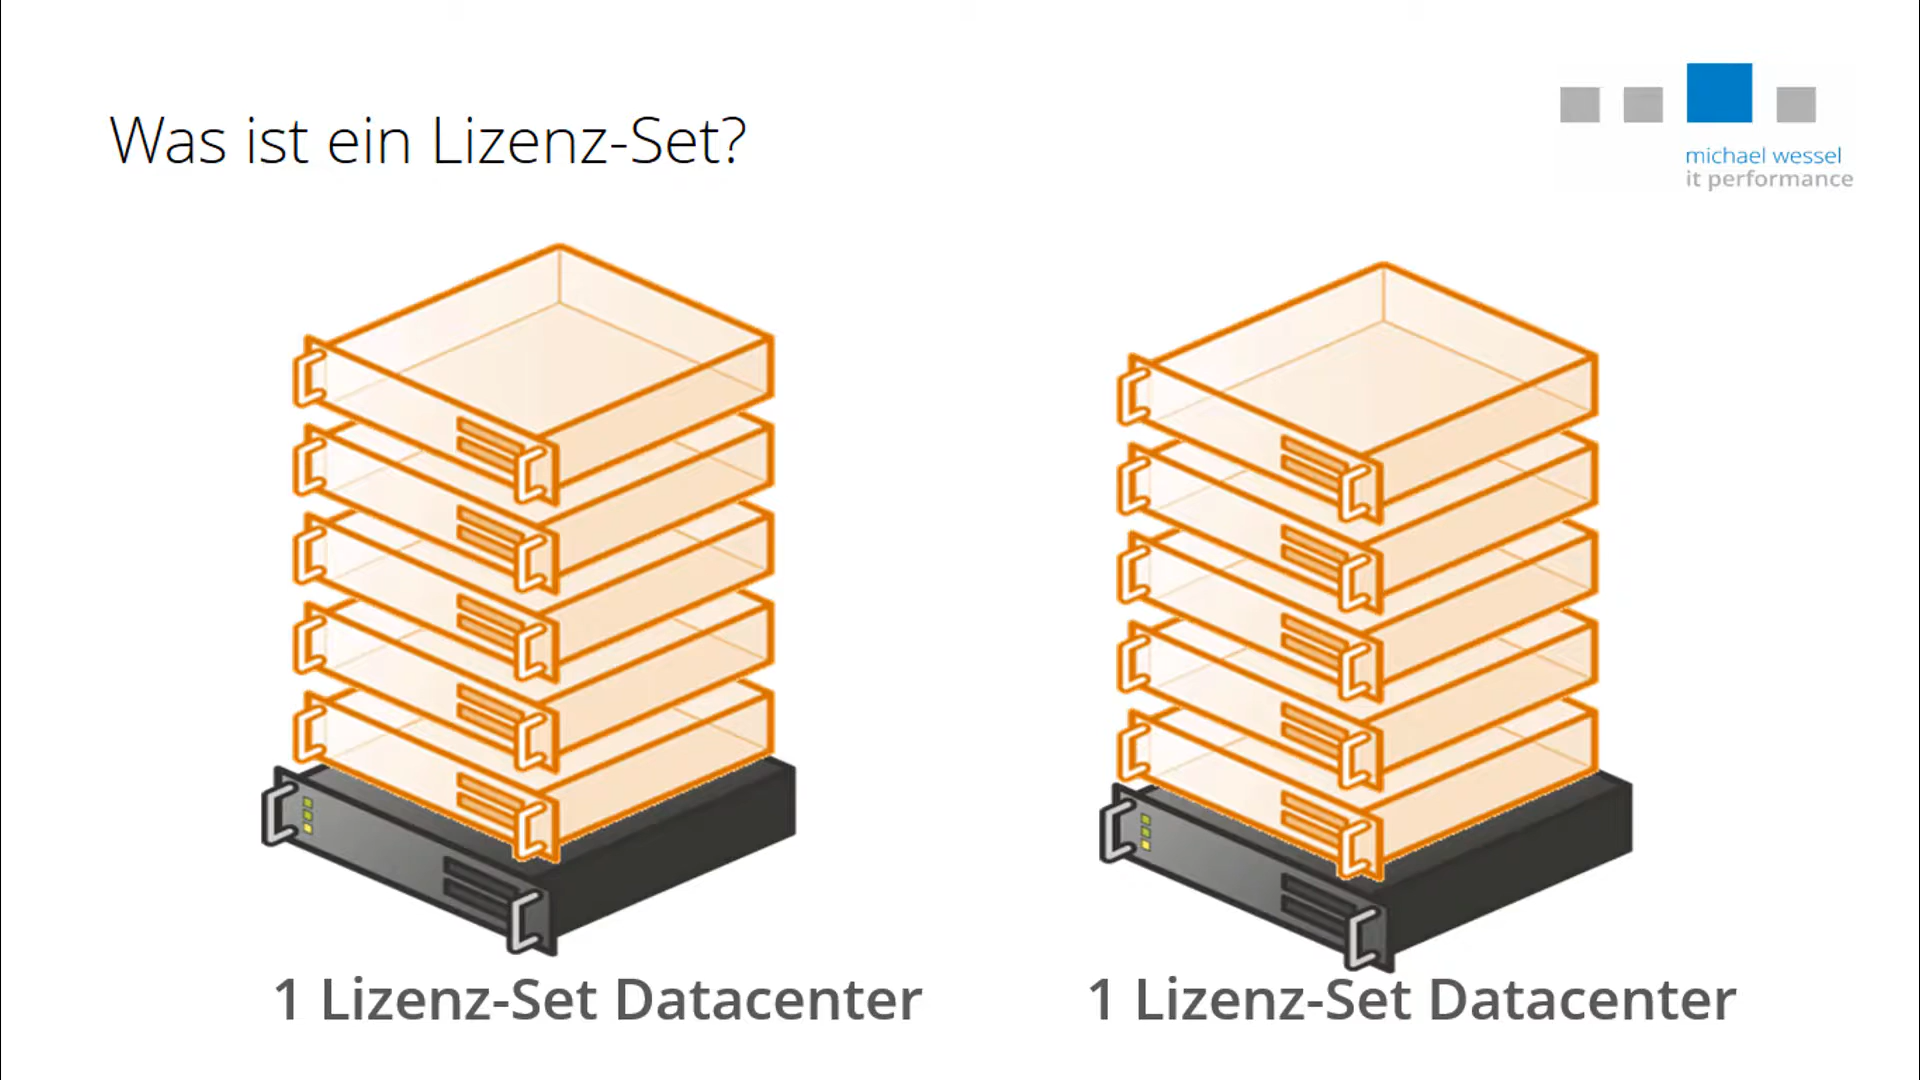 Was ist ein Lizenz-Set?
michael wessel
it performance
1 Lizenz-Set Datacenter
1 Lizenz-Set Datacenter